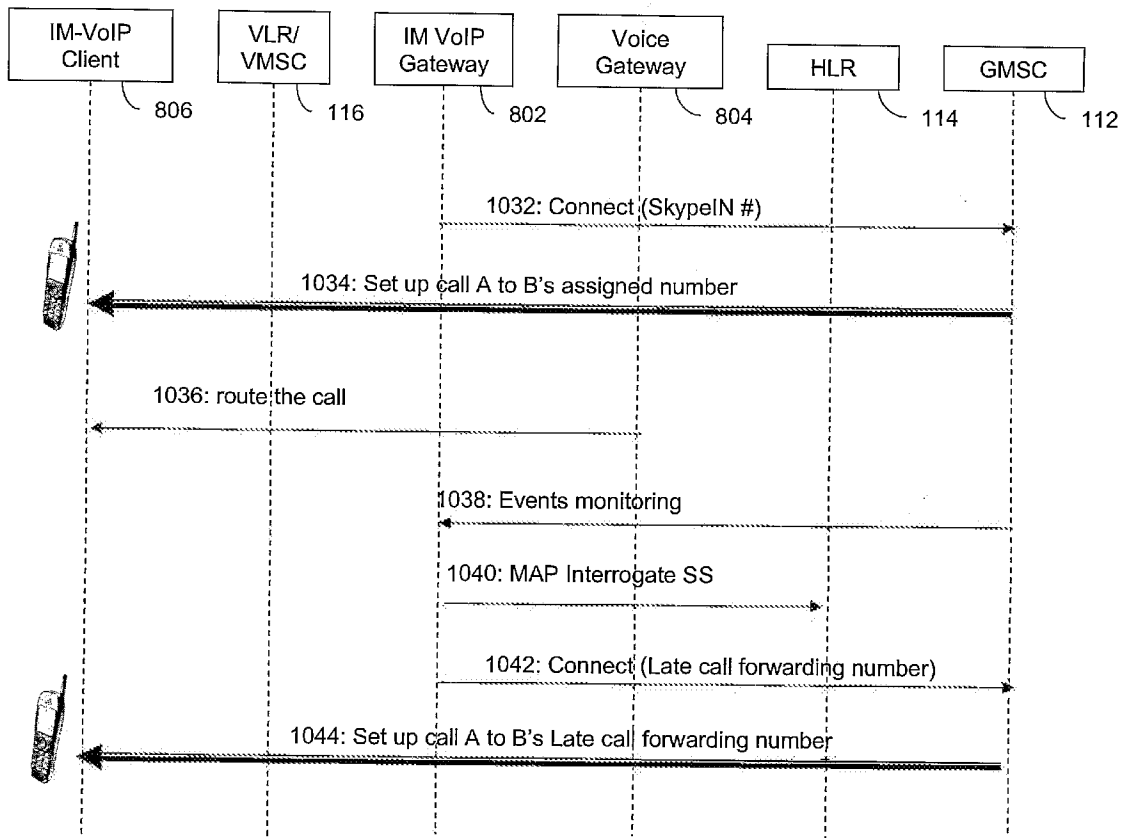 IM-VoIP
Client
806
VLR/
VMSC
116
IM VoIP
Gateway
802
Voice
Gateway
804
HLR
114
GMSC
112
1032: Connect (SkypeIN #)
1034: Set up call A to B's assigned number
1036: route the call
1038: Events monitoring
1040: MAP Interrogate SS
1042: Connect (Late call forwarding number)
1044: Set up call A to B's Late call forwarding number